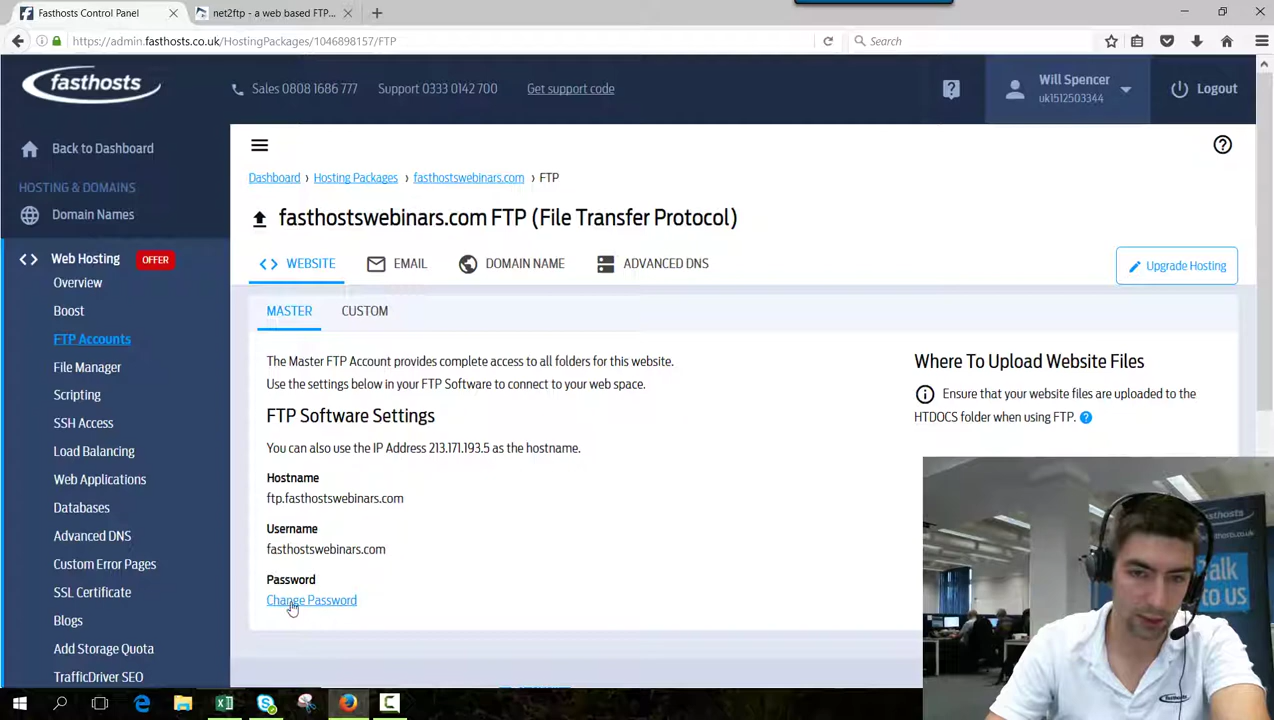 Fasthosts Control Panel
net2ftp - a web based FTP...
https://admin.fasthosts.co.uk/HostingPackages/1046898157/FTP
Search
fasthosts
Sales 0808 1686 777
Support 0333 0142 700
Get support code
Will Spencer
uk1512503344
Logout
Back to Dashboard
HOSTING & DOMAINS
Domain Names
Web Hosting OFFER
Overview
Boost
FTP Accounts
File Manager
Scripting
SSH Access
Load Balancing
Web Applications
Databases
Advanced DNS
Custom Error Pages
SSL Certificate
Blogs
Add Storage Quota
TrafficDriver SEO
Dashboard › Hosting Packages › fasthostswebinars.com › FTP
fasthostswebinars.com FTP (File Transfer Protocol)
WEBSITE
EMAIL
DOMAIN NAME
ADVANCED DNS
Upgrade Hosting
MASTER
CUSTOM
The Master FTP Account provides complete access to all folders for this website.
Use the settings below in your FTP Software to connect to your web space.
FTP Software Settings
You can also use the IP Address 213.171.193.5 as the hostname.
Hostname
ftp.fasthostswebinars.com
Username
fasthostswebinars.com
Password
Change Password
Where To Upload Website Files
Ensure that your website files are uploaded to the
HTDOCS folder when using FTP.
fasthosts
Talk
to us
fasthosts